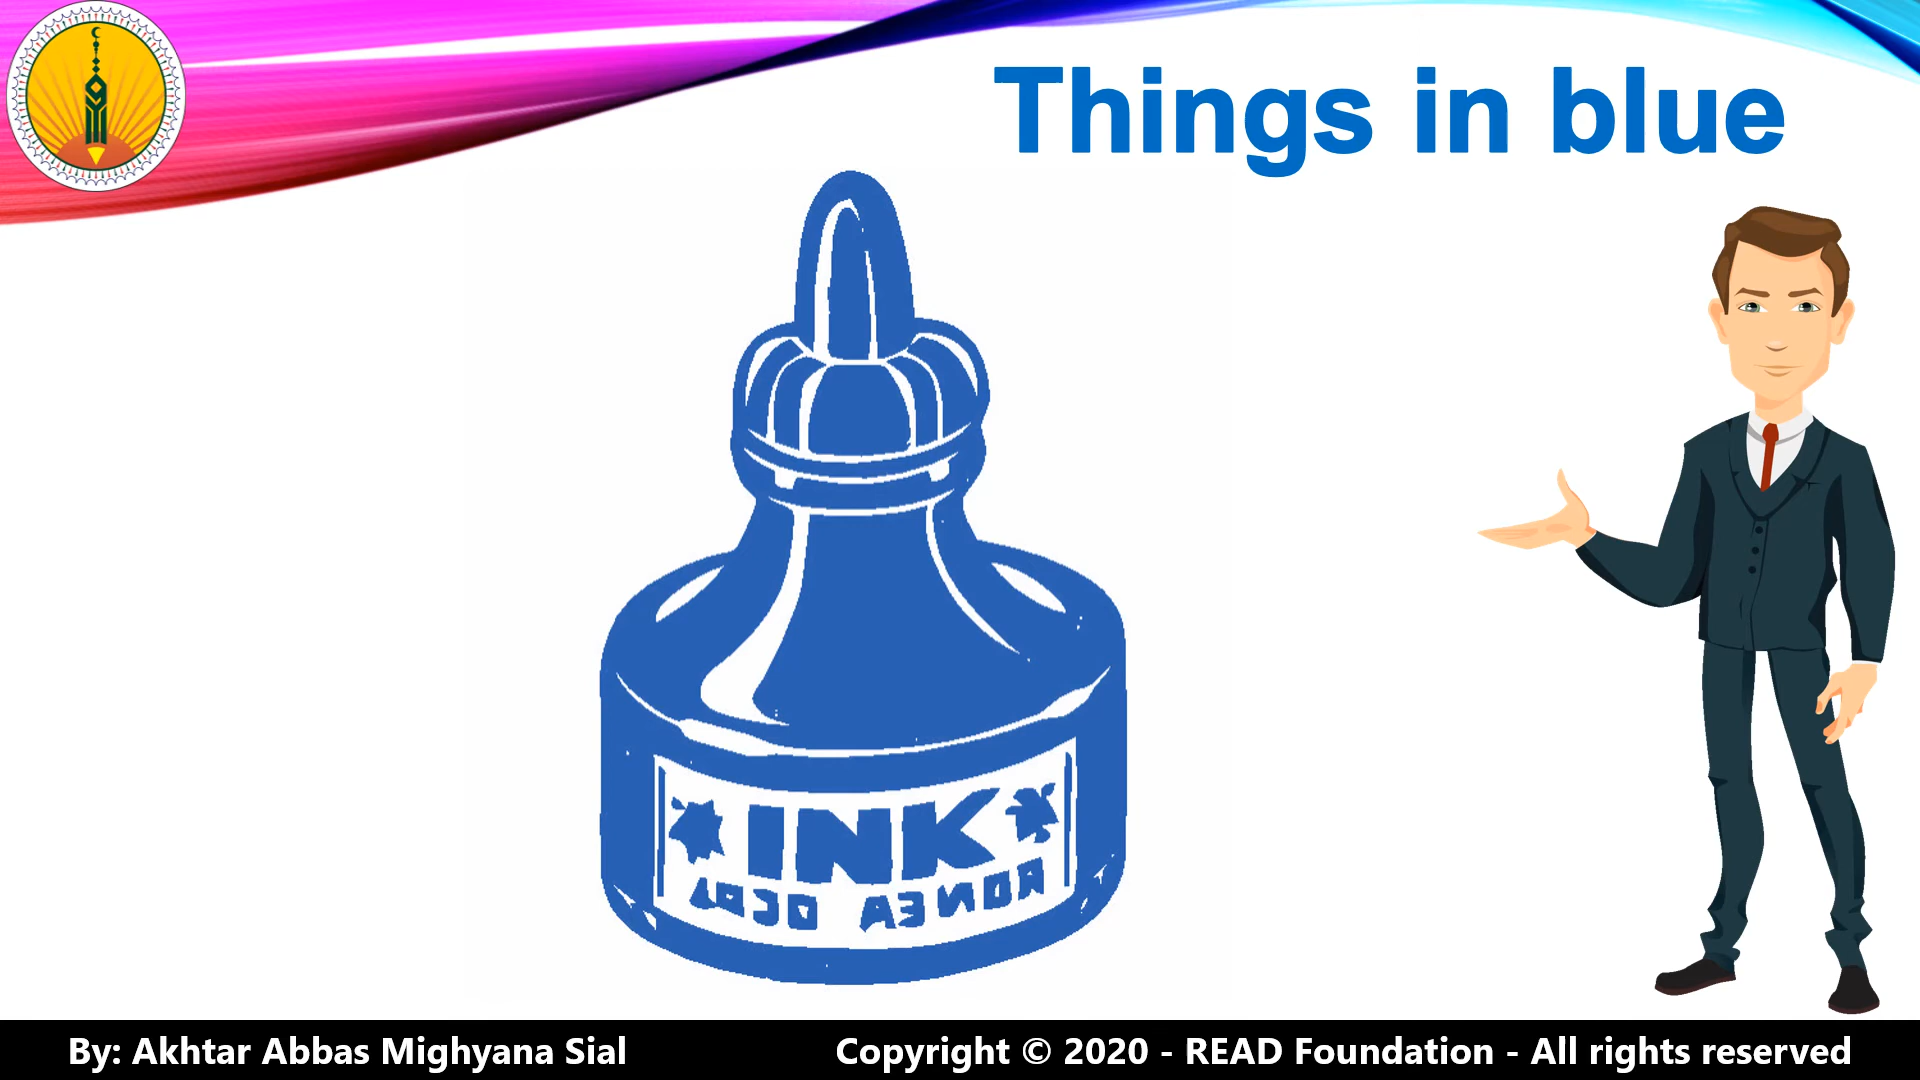 Things in blue
INK
By: Akhtar Abbas Mighyana Sial
Copyright © 2020 - READ Foundation - All rights reserved